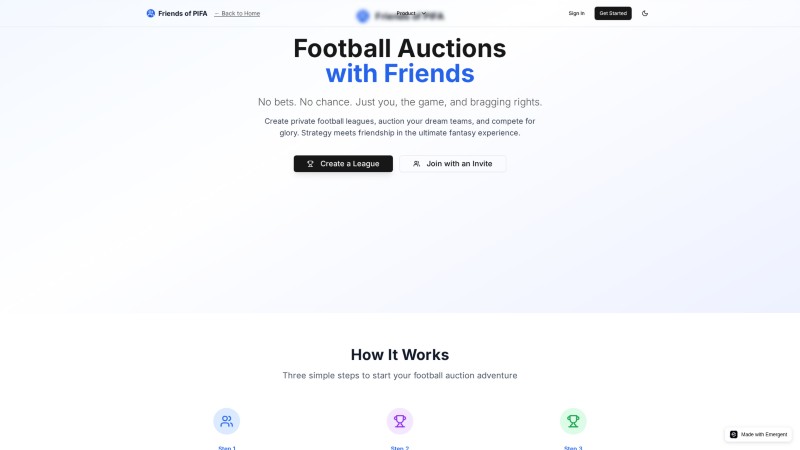 Friends of PIFA
← Back to Home
Product
Sign In
Get Started
Friends of PIFA
Football Auctions
with Friends
No bets. No chance. Just you, the game, and bragging rights.
Create private football leagues, auction your dream teams, and compete for
glory. Strategy meets friendship in the ultimate fantasy experience.
Create a League
Join with an Invite
How It Works
Three simple steps to start your football auction adventure
Step 1
Step 2
Step 3
Made with Emergent